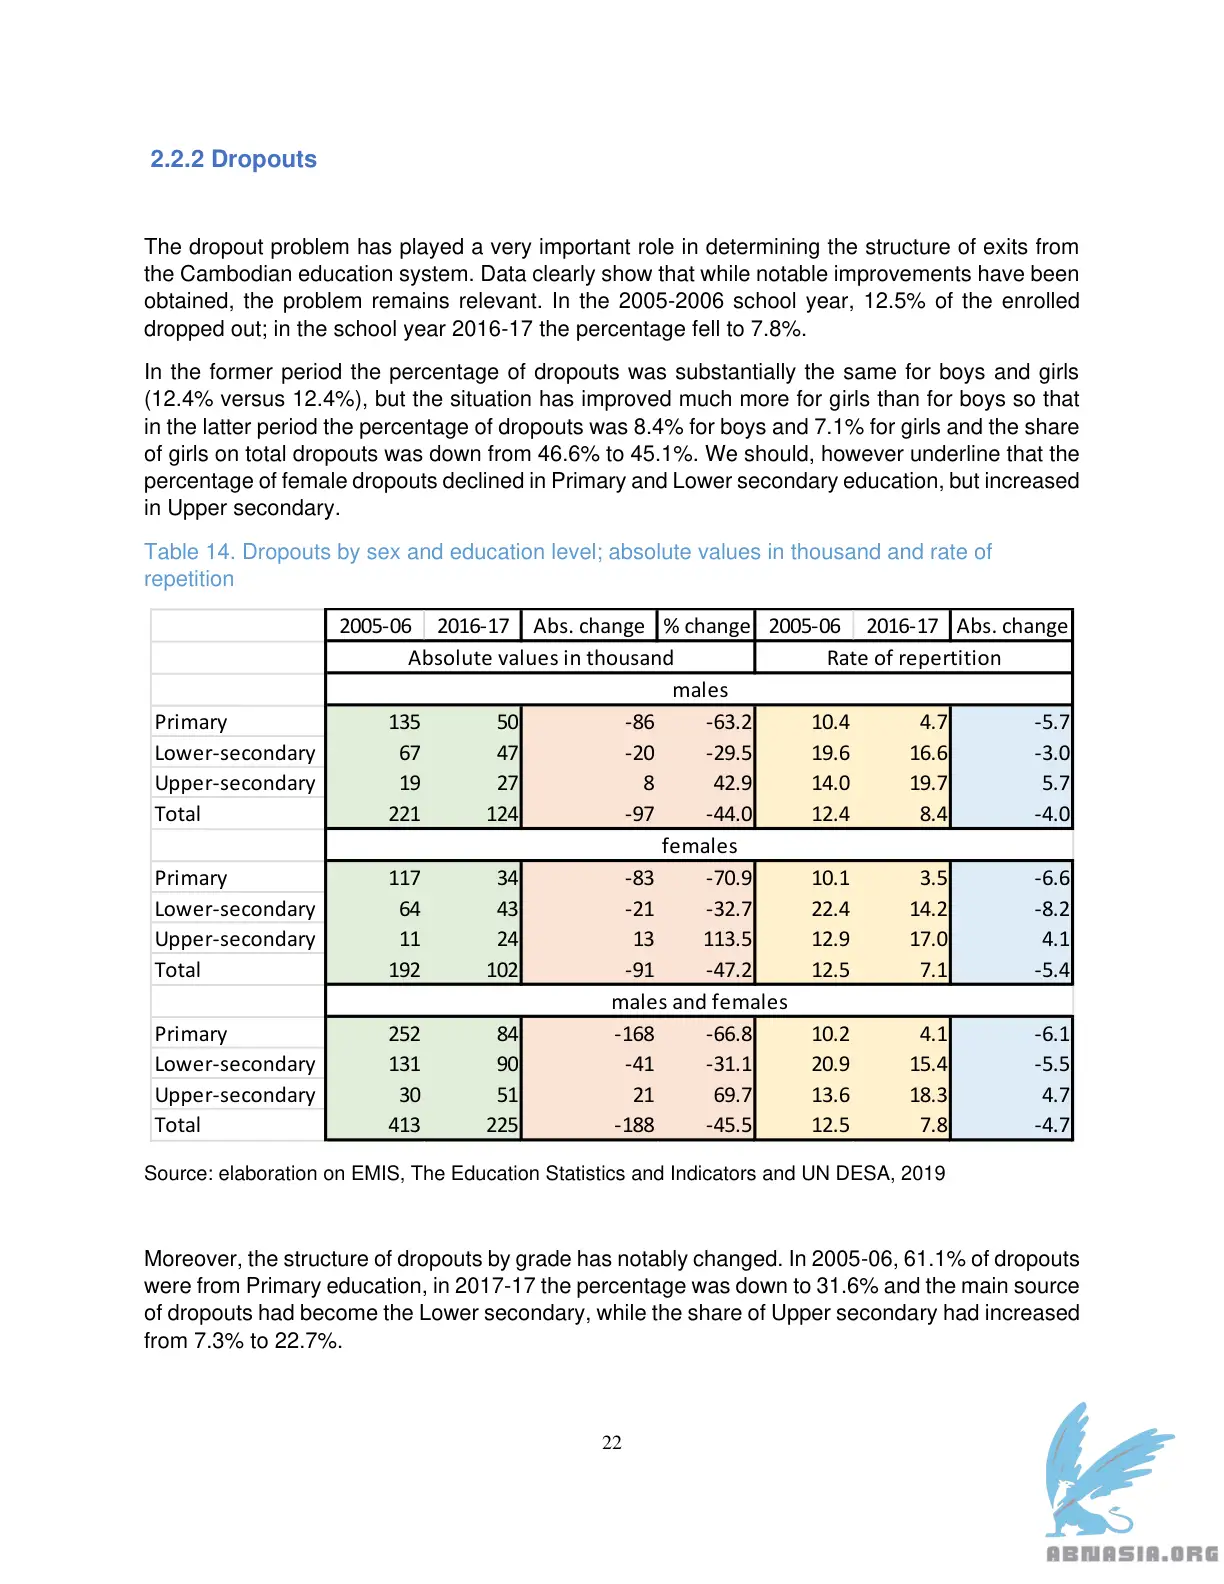 2.2.2 Dropouts
The dropout problem has played a very important role in determining the structure of exits from
the Cambodian education system. Data clearly show that while notable improvements have been
obtained, the problem remains relevant. In the 2005-2006 school year, 12.5% of the enrolled
dropped out; in the school year 2016-17 the percentage fell to 7.8%.
In the former period the percentage of dropouts was substantially the same for boys and girls
(12.4% versus 12.4%), but the situation has improved much more for girls than for boys so that
in the latter period the percentage of dropouts was 8.4% for boys and 7.1% for girls and the share
of girls on total dropouts was down from 46.6% to 45.1%. We should, however underline that the
percentage of female dropouts declined in Primary and Lower secondary education, but increased
in Upper secondary.
Table 14. Dropouts by sex and education level; absolute values in thousand and rate of
repetition
2005-06 2016-17 Abs. change % change 2005-06 2016-17 Abs. change
Absolute values in thousand Rate of repertition
males
Primary 135 50 -86 -63.2 10.4 4.7 -5.7
Lower-secondary 67 47 -20 -29.5 19.6 16.6 -3.0
Upper-secondary 19 27 8 42.9 14.0 19.7 5.7
Total 221 124 -97 -44.0 12.4 8.4 -4.0
females
Primary 117 34 -83 -70.9 10.1 3.5 -6.6
Lower-secondary 64 43 -21 -32.7 22.4 14.2 -8.2
Upper-secondary 11 24 13 113.5 12.9 17.0 4.1
Total 192 102 -91 -47.2 12.5 7.1 -5.4
males and females
Primary 252 84 -168 -66.8 10.2 4.1 -6.1
Lower-secondary 131 90 -41 -31.1 20.9 15.4 -5.5
Upper-secondary 30 51 21 69.7 13.6 18.3 4.7
Total 413 225 -188 -45.5 12.5 7.8 -4.7
Source: elaboration on EMIS, The Education Statistics and Indicators and UN DESA, 2019
Moreover, the structure of dropouts by grade has notably changed. In 2005-06, 61.1% of dropouts
were from Primary education, in 2017-17 the percentage was down to 31.6% and the main source
of dropouts had become the Lower secondary, while the share of Upper secondary had increased
from 7.3% to 22.7%.
22
ABNASIA.ORG